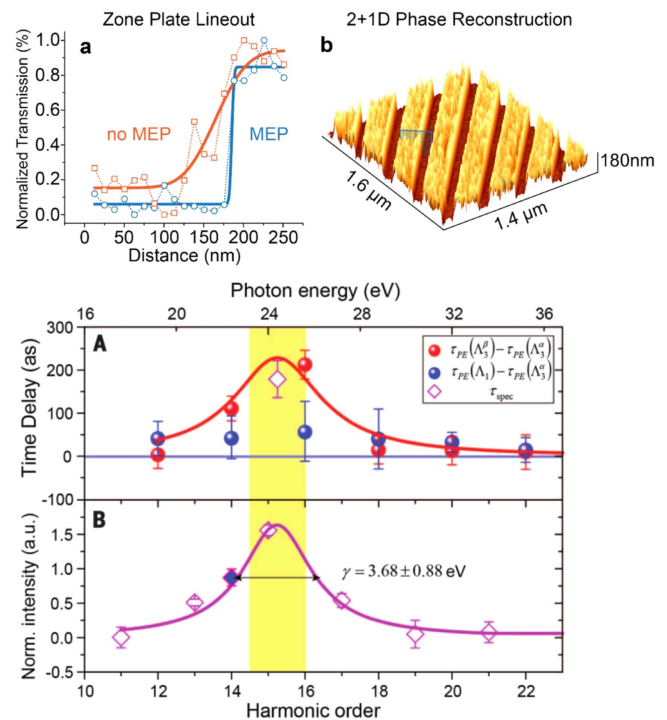 Zone Plate Lineout
2+1D Phase Reconstruction
a
Normalized Transmission (%)
1.0
0.8
0.6
0.4
0.2
0.0
no MEP
MEP
0 50 100 150 200 250
Distance (nm)
b
180nm
1.6 µm
1.4 µm
Photon energy (eV)
16 20 24 28 32 36
A
Time Delay (as)
300
200
100
0
-100
τPE(Λ3β)−τPE(Λ3α)
τPE(Λ1)−τPE(Λ3α)
τspec
B
Norm. intensity (a.u.)
1.5
1.0
0.5
0.0
-0.5
γ = 3.68 ± 0.88 eV
10 12 14 16 18 20 22
Harmonic order